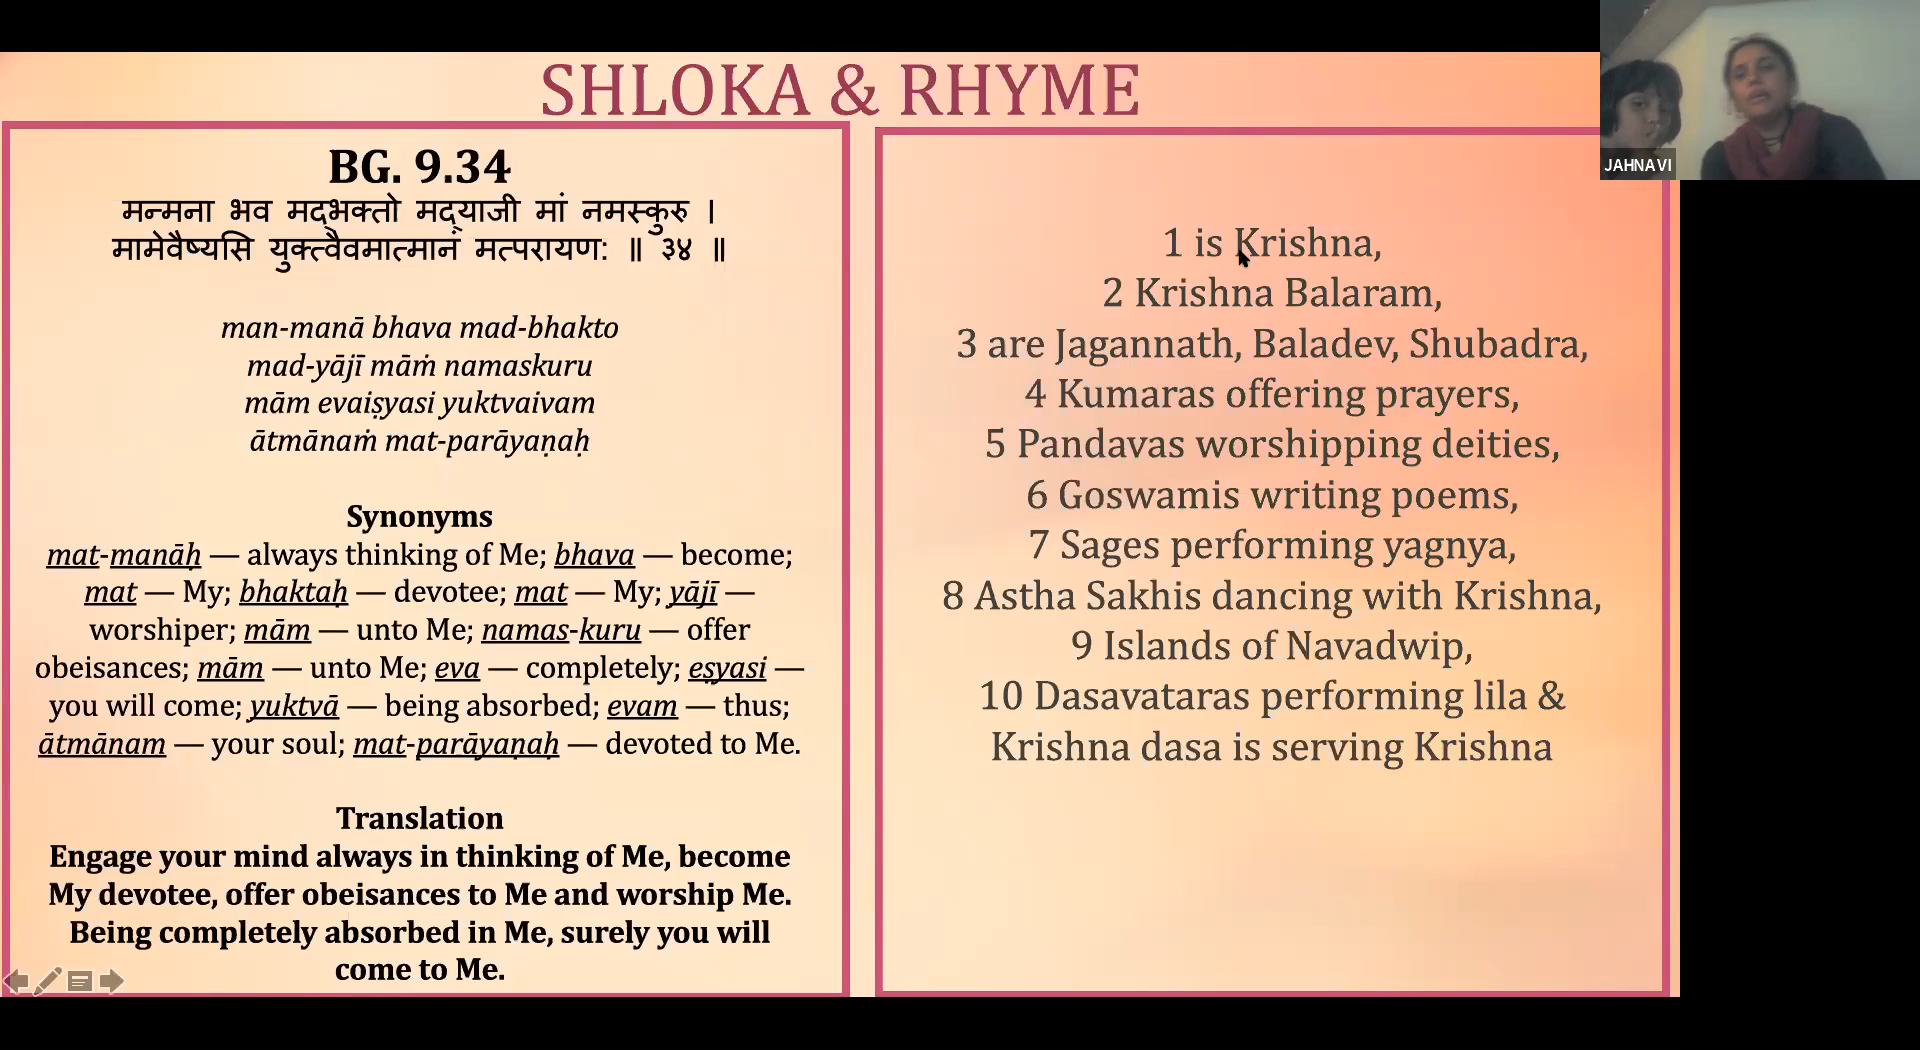 SHLOKA & RHYME
BG. 9.34
मन्मना भव मद्भक्तो मद्याजी मां नमस्कुरु ।
मामेवैष्यसि युक्त्वैवमात्मानं मत्परायण: ॥ ३४ ॥
man-manā bhava mad-bhakto
mad-yājī māṁ namaskuru
mām evaiṣyasi yuktvaivam
ātmānaṁ mat-parāyaṇaḥ
Synonyms
mat-manāḥ — always thinking of Me; bhava — become;
mat — My; bhaktaḥ — devotee; mat — My; yājī —
worshiper; mām — unto Me; namas-kuru — offer
obeisances; mām — unto Me; eva — completely; eṣyasi —
you will come; yuktvā — being absorbed; evam — thus;
ātmānam — your soul; mat-parāyaṇaḥ — devoted to Me.
Translation
Engage your mind always in thinking of Me, become
My devotee, offer obeisances to Me and worship Me.
Being completely absorbed in Me, surely you will
come to Me.
1 is Krishna,
2 Krishna Balaram,
3 are Jagannath, Baladev, Shubadra,
4 Kumaras offering prayers,
5 Pandavas worshipping deities,
6 Goswamis writing poems,
7 Sages performing yagnya,
8 Astha Sakhis dancing with Krishna,
9 Islands of Navadwip,
10 Dasavataras performing lila &
Krishna dasa is serving Krishna
JAHNAVI